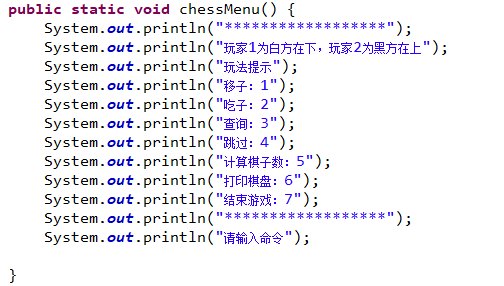 public static void chessMenu() {
System.out.println("******************");
System.out.println("玩家1为白方在下，玩家2为黑方在上");
System.out.println("玩法提示");
System.out.println("移子：1");
System.out.println("吃子：2");
System.out.println("查询：3");
System.out.println("跳过：4");
System.out.println("计算棋子数：5");
System.out.println("打印棋盘：6");
System.out.println("结束游戏：7");
System.out.println("******************");
System.out.println("请输入命令");
}